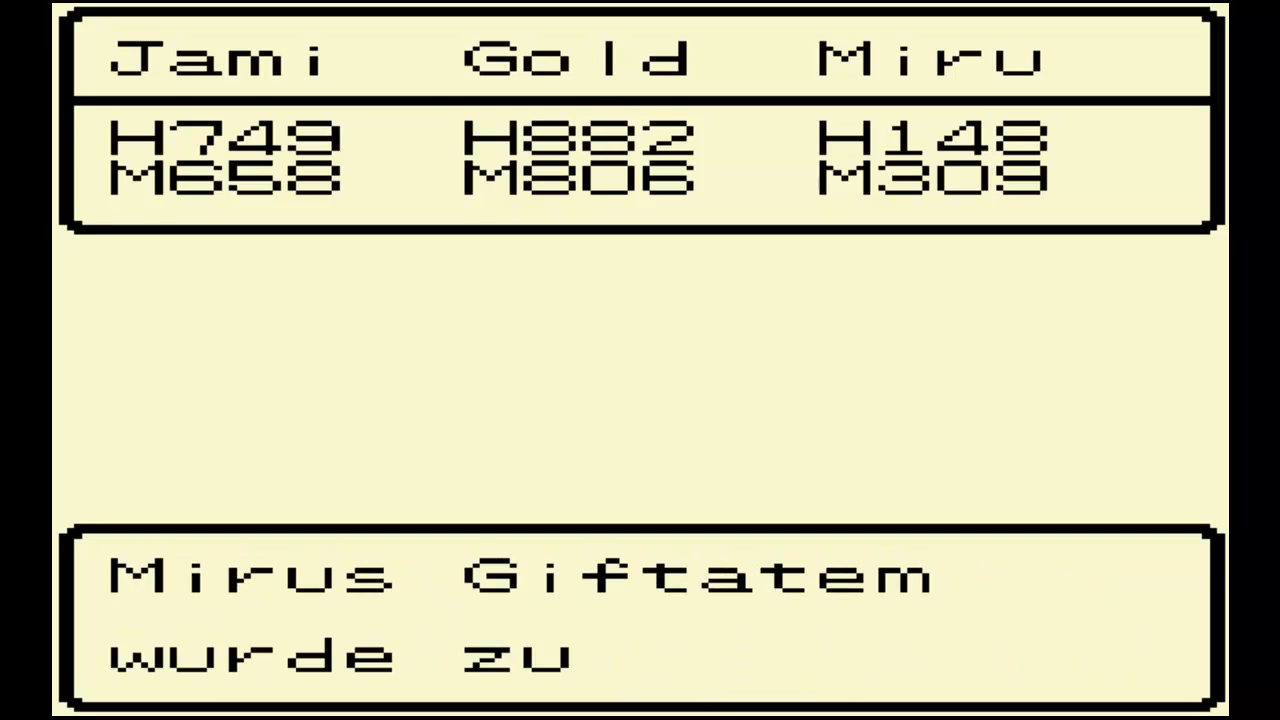 Jami Gold Miru
H749 H882 H148
M658 M806 M309
Mirus Giftatem
wurde zu